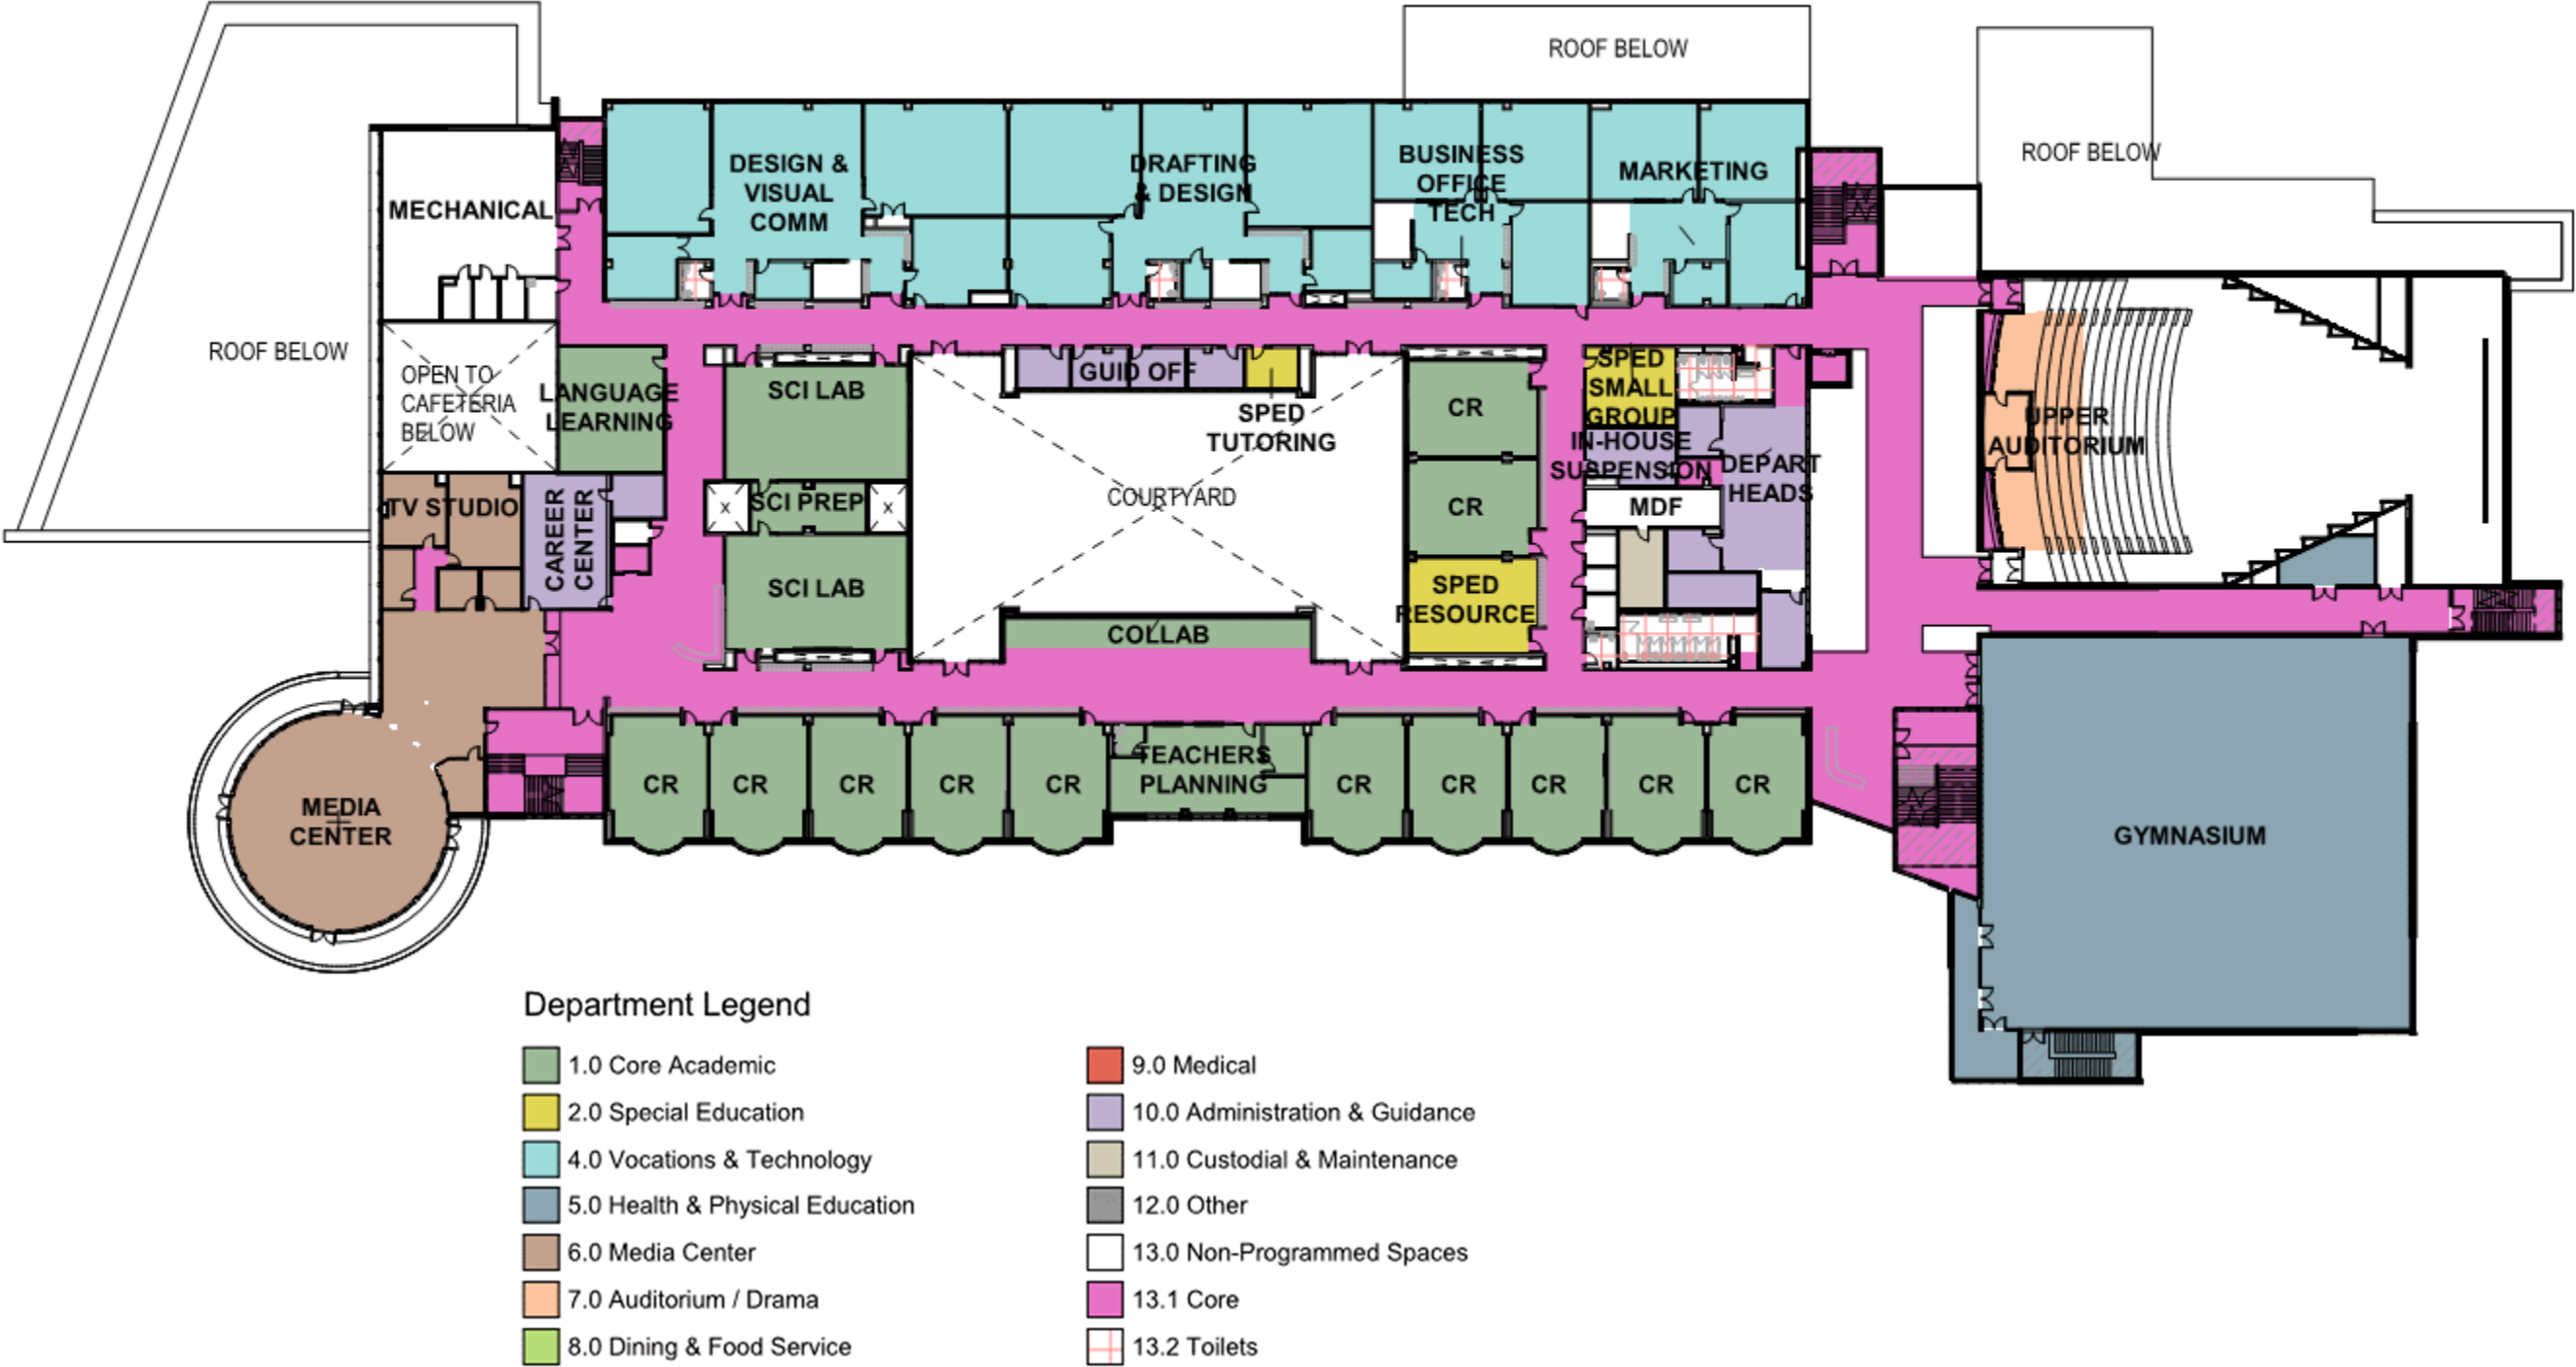 ROOF BELOW
ROOF BELOW
ROOF BELOW
MECHANICAL
DESIGN &
VISUAL
COMM
DRAFTING
& DESIGN
BUSINESS
OFFICE
TECH
MARKETING
OPEN TO
CAFETERIA
BELOW
LANGUAGE
LEARNING
SCI LAB
GUID OFF
SPED
TUTORING
CR
SPED
SMALL
GROUP
IN-HOUSE
SUSPENSION
DEPART
HEADS
UPPER
AUDITORIUM
TV STUDIO
CAREER
CENTER
X
SCI PREP
X
COURTYARD
CR
MDF
SCI LAB
COLLAB
SPED
RESOURCE
MEDIA
CENTER
CR
CR
CR
CR
CR
TEACHERS
PLANNING
CR
CR
CR
CR
CR
GYMNASIUM
Department Legend
1.0 Core Academic
2.0 Special Education
4.0 Vocations & Technology
5.0 Health & Physical Education
6.0 Media Center
7.0 Auditorium / Drama
8.0 Dining & Food Service
9.0 Medical
10.0 Administration & Guidance
11.0 Custodial & Maintenance
12.0 Other
13.0 Non-Programmed Spaces
13.1 Core
13.2 Toilets